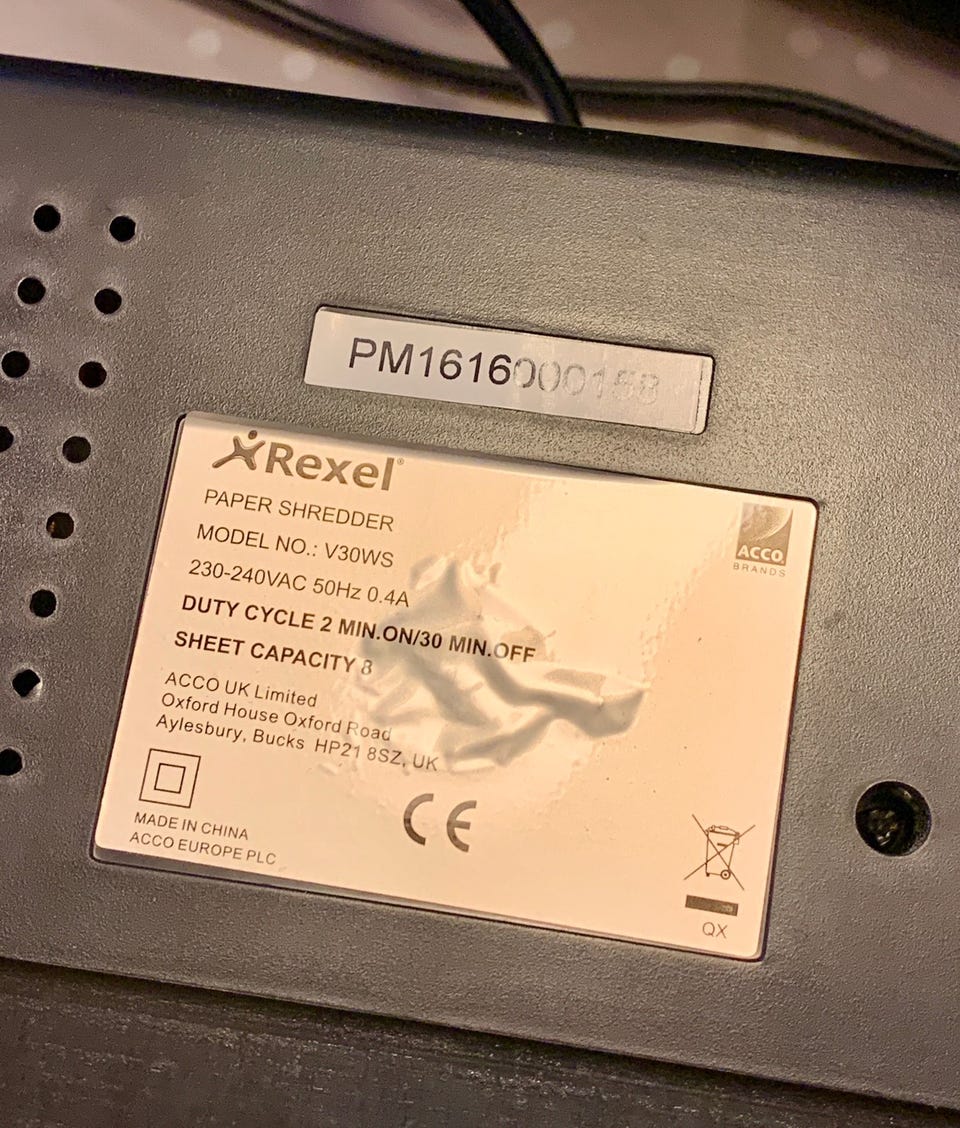 PM1616000158
Rexel®
PAPER SHREDDER
MODEL NO.: V30WS
230-240VAC 50Hz 0.4A
DUTY CYCLE 2 MIN.ON/30 MIN.OFF
SHEET CAPACITY 8
ACCO UK Limited
Oxford House Oxford Road
Aylesbury, Bucks HP21 8SZ, UK
ACCO
BRANDS
MADE IN CHINA
ACCO EUROPE PLC
CE
QX